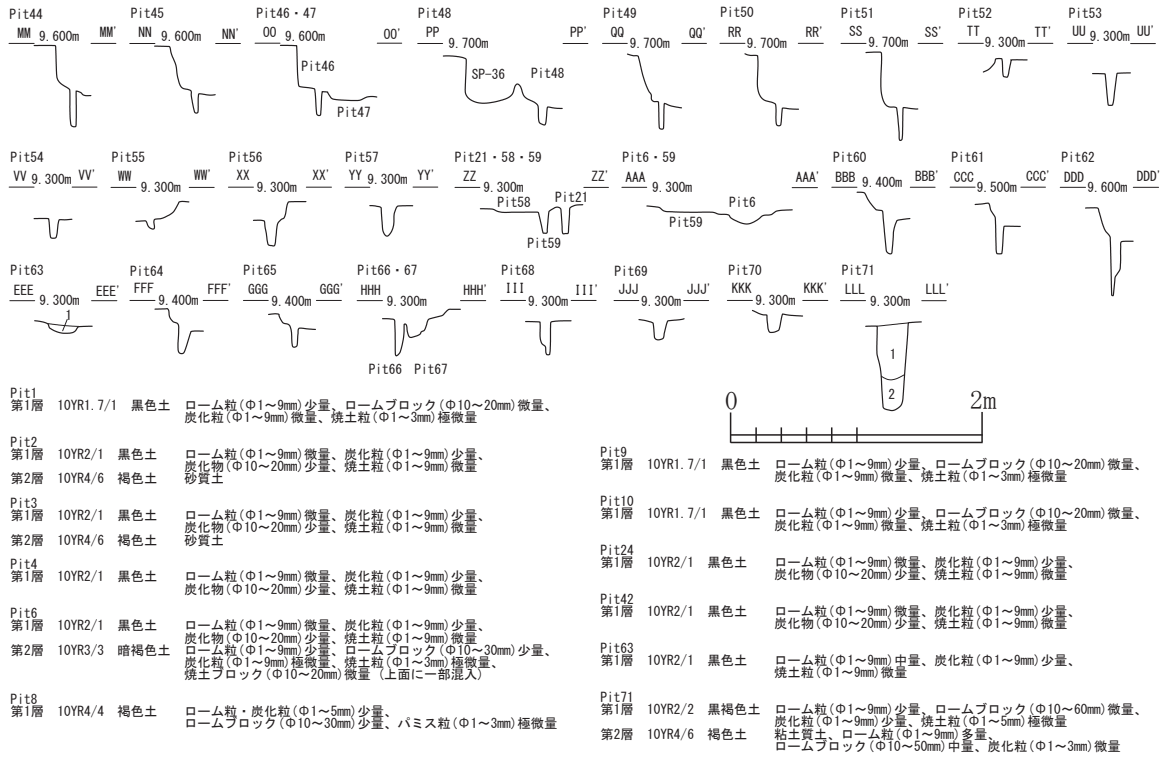 Pit44 Pit45 Pit46・47 Pit48 Pit49 Pit50 Pit51 Pit52 Pit53
MM 9.600m MM' NN 9.600m NN' OO 9.600m OO' PP 9.700m PP' QQ 9.700m QQ' RR 9.700m RR' SS 9.700m SS' TT 9.300m TT' UU 9.300m UU'
Pit46 SP-36 Pit48
Pit47
Pit54 Pit55 Pit56 Pit57 Pit21・58・59 Pit6・59 Pit60 Pit61 Pit62
VV 9.300m VV' WW 9.300m WW' XX 9.300m XX' YY 9.300m YY' ZZ 9.300m ZZ' AAA 9.300m AAA' BBB 9.400m BBB' CCC 9.500m CCC' DDD 9.600m DDD'
Pit58 Pit21 Pit6
Pit59 Pit59
Pit63 Pit64 Pit65 Pit66・67 Pit68 Pit69 Pit70 Pit71
EEE 9.300m EEE' FFF 9.400m FFF' GGG 9.400m GGG' HHH 9.300m HHH' III 9.300m III' JJJ 9.300m JJJ' KKK 9.300m KKK' LLL 9.300m LLL'
1
1
2
Pit66 Pit67
0 2m
Pit1
第1層 10YR1.7/1 黒色土 ローム粒(Φ1～9㎜)少量、ロームブロック(Φ10～20㎜)微量、
炭化粒(Φ1～9㎜)微量、焼土粒(Φ1～3㎜)極微量
Pit2
第1層 10YR2/1 黒色土 ローム粒(Φ1～9㎜)微量、炭化粒(Φ1～9㎜)少量、
炭化物(Φ10～20㎜)少量、焼土粒(Φ1～9㎜)微量
第2層 10YR4/6 褐色土 砂質土
Pit3
第1層 10YR2/1 黒色土 ローム粒(Φ1～9㎜)微量、炭化粒(Φ1～9㎜)少量、
炭化物(Φ10～20㎜)少量、焼土粒(Φ1～9㎜)微量
第2層 10YR4/6 褐色土 砂質土
Pit4
第1層 10YR2/1 黒色土 ローム粒(Φ1～9㎜)微量、炭化粒(Φ1～9㎜)少量、
炭化物(Φ10～20㎜)少量、焼土粒(Φ1～9㎜)微量
Pit6
第1層 10YR2/1 黒色土 ローム粒(Φ1～9㎜)微量、炭化粒(Φ1～9㎜)少量、
炭化物(Φ10～20㎜)少量、焼土粒(Φ1～9㎜)微量
第2層 10YR3/3 暗褐色土 ローム粒(Φ1～9㎜)少量、ロームブロック(Φ10～30㎜)少量、
炭化粒(Φ1～9㎜)極微量、焼土粒(Φ1～3㎜)極微量、
焼土ブロック(Φ10～20㎜)微量 (上面に一部混入)
Pit8
第1層 10YR4/4 褐色土 ローム粒・炭化粒(Φ1～5㎜)少量、
ロームブロック(Φ10～30㎜)少量、パミス粒(Φ1～3㎜)極微量
Pit9
第1層 10YR1.7/1 黒色土 ローム粒(Φ1～9㎜)少量、ロームブロック(Φ10～20㎜)微量、
炭化粒(Φ1～9㎜)微量、焼土粒(Φ1～3㎜)極微量
Pit10
第1層 10YR1.7/1 黒色土 ローム粒(Φ1～9㎜)少量、ロームブロック(Φ10～20㎜)微量、
炭化粒(Φ1～9㎜)微量、焼土粒(Φ1～3㎜)極微量
Pit24
第1層 10YR2/1 黒色土 ローム粒(Φ1～9㎜)微量、炭化粒(Φ1～9㎜)少量、
炭化物(Φ10～20㎜)少量、焼土粒(Φ1～9㎜)微量
Pit42
第1層 10YR2/1 黒色土 ローム粒(Φ1～9㎜)微量、炭化粒(Φ1～9㎜)少量、
炭化物(Φ10～20㎜)少量、焼土粒(Φ1～9㎜)微量
Pit63
第1層 10YR2/1 黒色土 ローム粒(Φ1～9㎜)中量、炭化粒(Φ1～9㎜)少量、
焼土粒(Φ1～9㎜)微量
Pit71
第1層 10YR2/2 黒褐色土 ローム粒(Φ1～9㎜)少量、ロームブロック(Φ10～60㎜)微量、
炭化粒(Φ1～9㎜)少量、焼土粒(Φ1～5㎜)極微量
第2層 10YR4/6 褐色土 粘土質土、ローム粒(Φ1～9㎜)多量、
ロームブロック(Φ10～50㎜)中量、炭化粒(Φ1～3㎜)微量